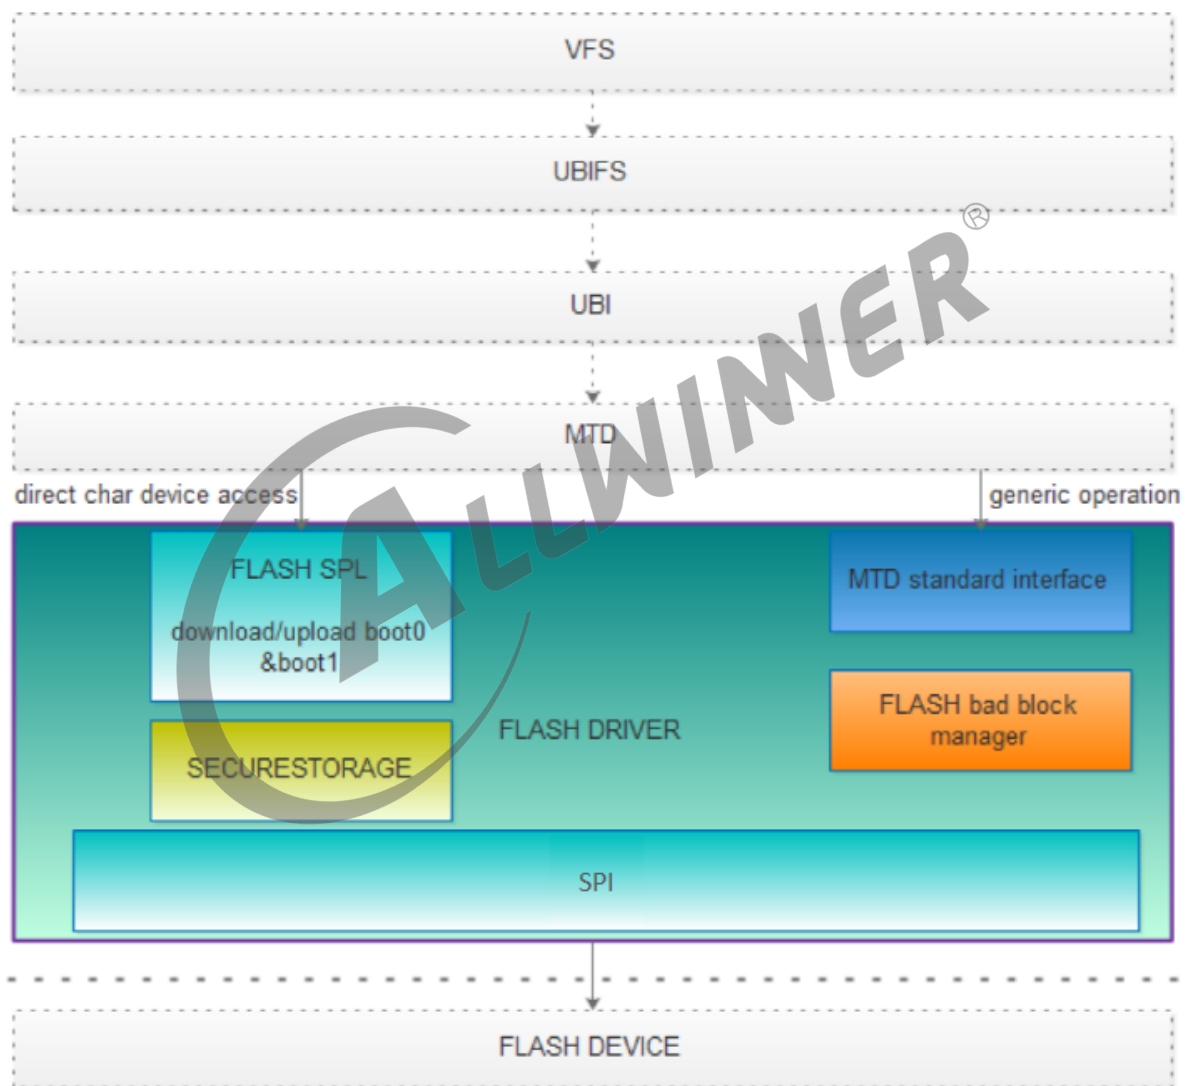 VFS
UBIFS
UBI
ALLWINNER®
MTD
direct char device access
generic operation
FLASH SPL
download/upload boot0
&boot1
MTD standard interface
FLASH bad block
manager
FLASH DRIVER
SECURESTORAGE
SPI
FLASH DEVICE